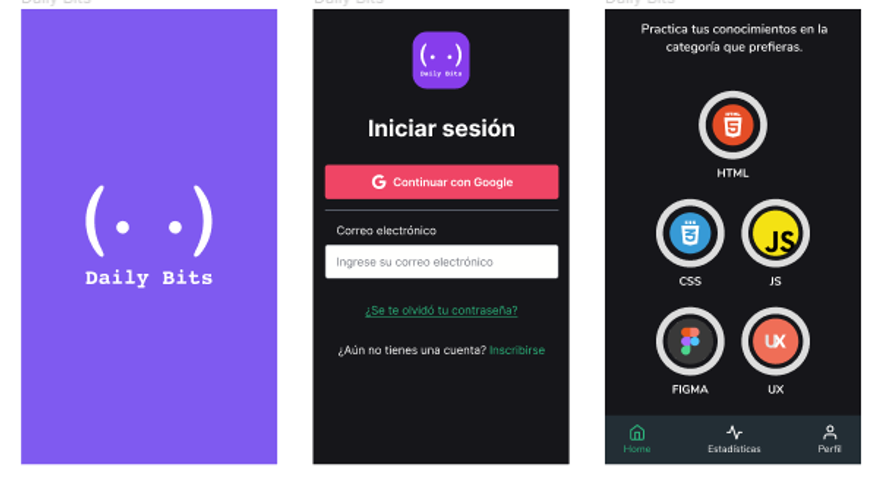 Daily Bits
Daily Bits
Daily Bits
(. .)
Daily Bits
(. .)
Daily Bits
Iniciar sesión
G Continuar con Google
Correo electrónico
Ingrese su correo electrónico
¿Se te olvidó tu contraseña?
¿Aún no tienes una cuenta? Inscribirse
Practica tus conocimientos en la
categoría que prefieras.
HTML
5
HTML
3
CSS
JS
JS
FIGMA
UX
UX
Home
Estadísticas
Perfil